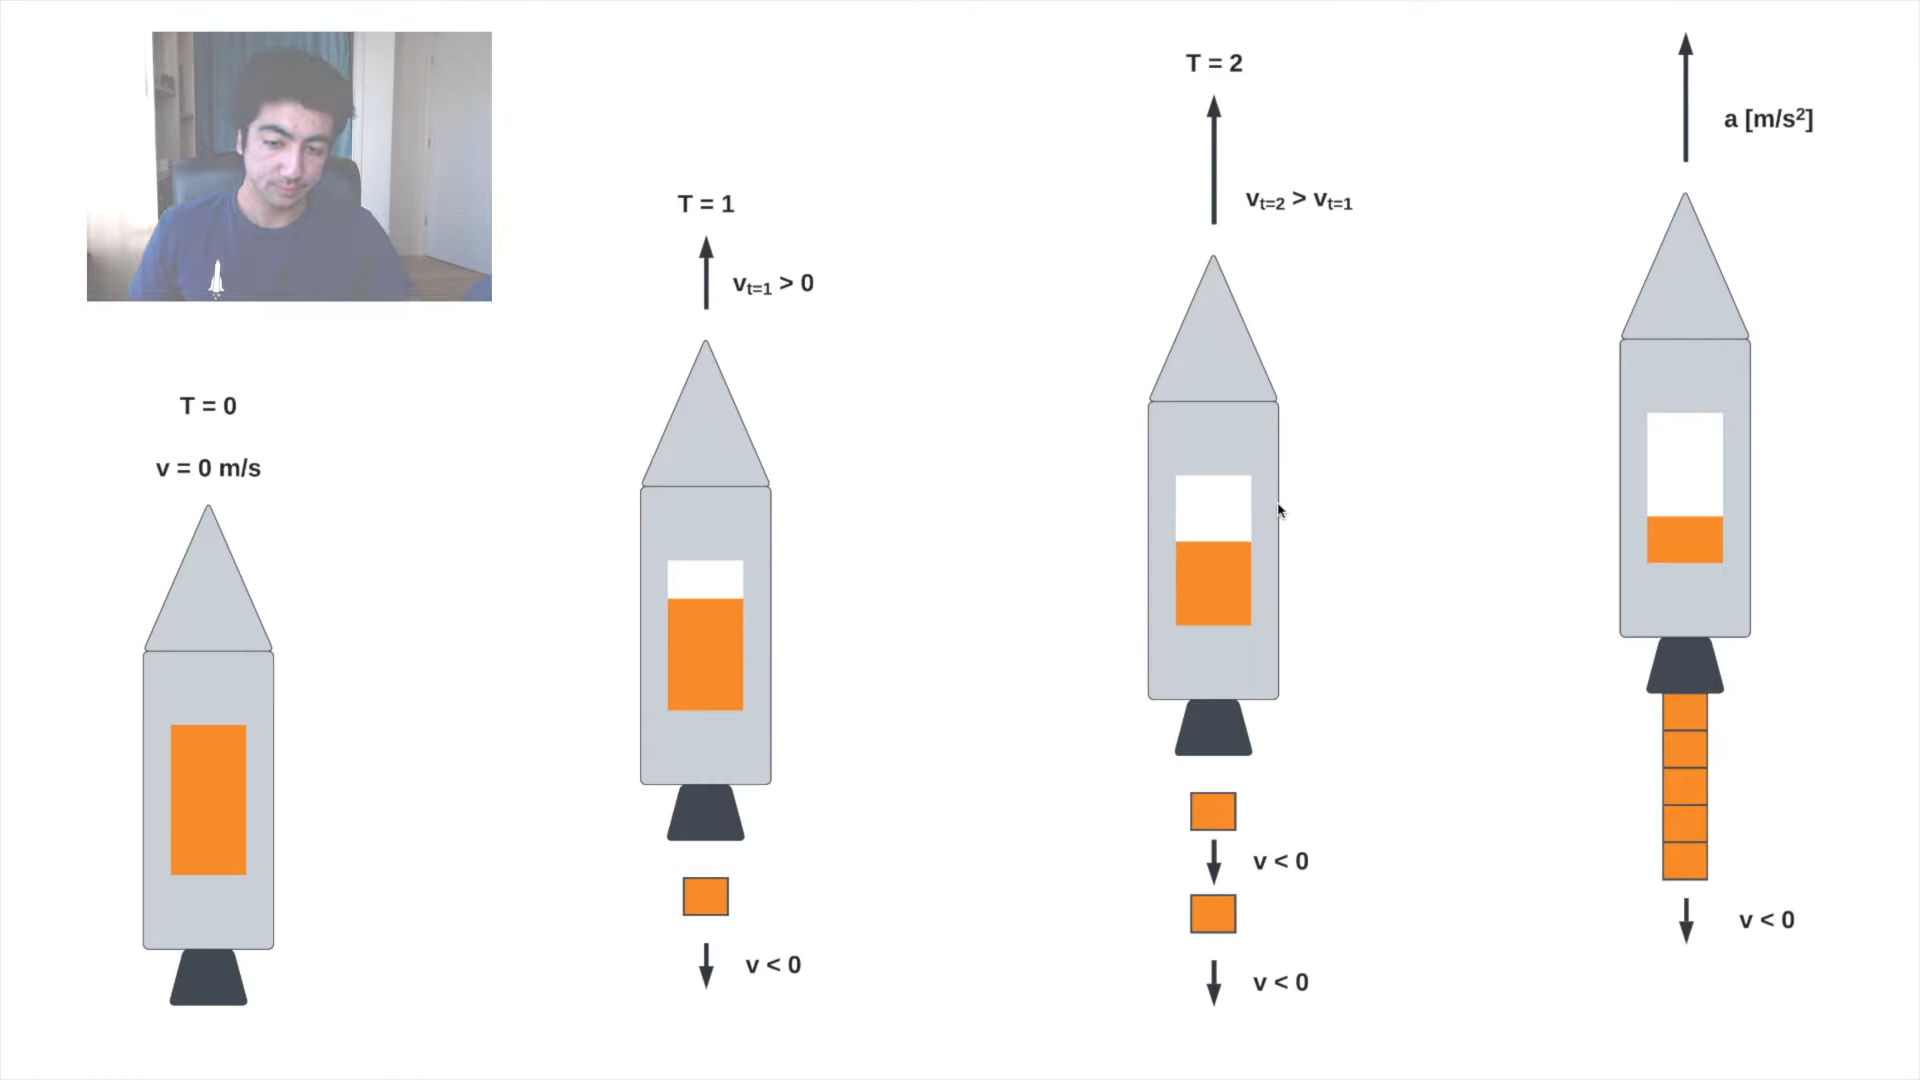 T = 0
v = 0 m/s
T = 1
vₜ₌₁ > 0
v < 0
T = 2
vₜ₌₂ > vₜ₌₁
v < 0
v < 0
a [m/s²]
v < 0